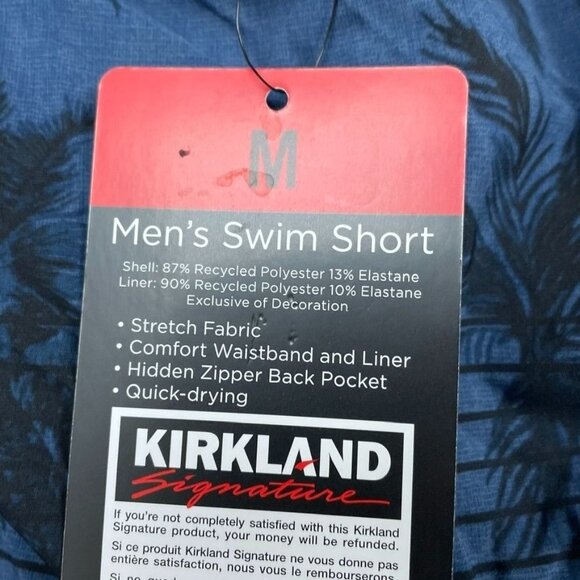 M
Men's Swim Short
Shell: 87% Recycled Polyester 13% Elastane
Liner: 90% Recycled Polyester 10% Elastane
Exclusive of Decoration
• Stretch Fabric
• Comfort Waistband and Liner
• Hidden Zipper Back Pocket
• Quick-drying
KIRKLAND
Signature
If you're not completely satisfied with this Kirkland
Signature product, your money will be refunded.
Si ce produit Kirkland Signature ne vous donne pas
entière satisfaction, nous vous le rembourserons.